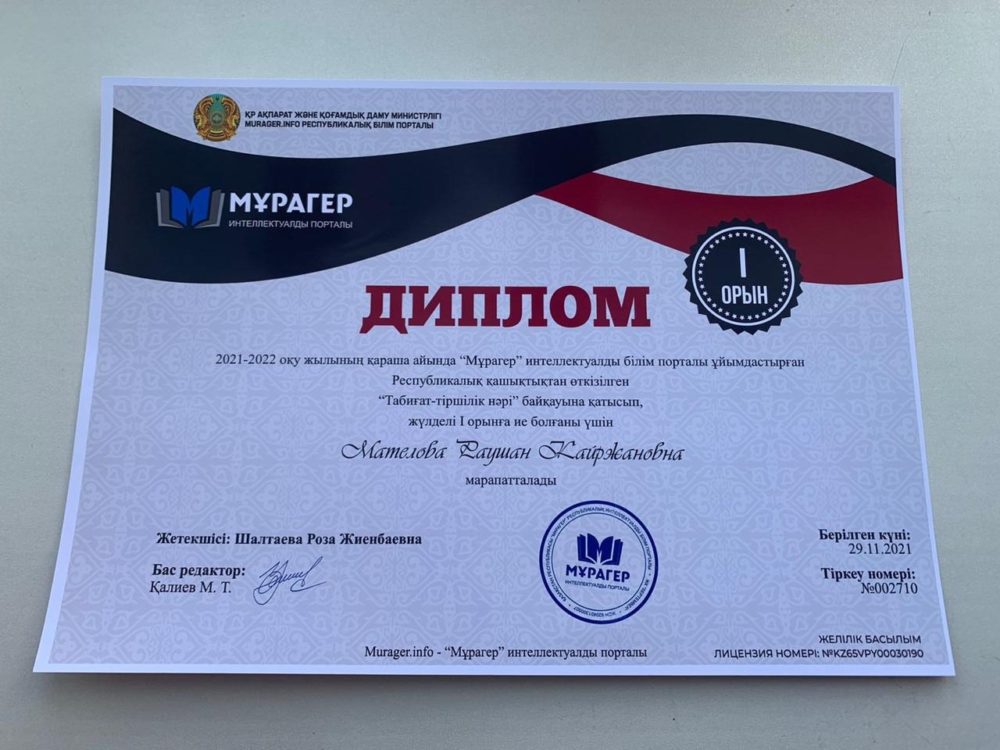 ҚР АҚПАРАТ ЖӘНЕ ҚОҒАМДЫҚ ДАМУ МИНИСТРЛІГІ
MURAGER.INFO РЕСПУБЛИКАЛЫҚ БІЛІМ ПОРТАЛЫ
МҰРАГЕР
ИНТЕЛЛЕКТУАЛДЫ ПОРТАЛЫ
I
ОРЫН
ДИПЛОМ
2021-2022 оқу жылының қараша айында “Мұрагер” интеллектуалды білім порталы ұйымдастырған
Республикалық қашықтықтан өткізілген
“Табиғат-тіршілік нәрі” байқауына қатысып,
жүлделі I орынға ие болғаны үшін
Мателова Раушан Кайржановна
марапатталады
Жетекшісі: Шалтаева Роза Жиенбаевна
Бас редактор:
Қалиев М. Т.
МҰРАГЕР
ИНТЕЛЛЕКТУАЛДЫ ПОРТАЛЫ
Берілген күні:
29.11.2021
Тіркеу номері:
№002710
Murager.info - “Мұрагер” интеллектуалды порталы
ЖЕЛІЛІК БАСЫЛЫМ
ЛИЦЕНЗИЯ НОМЕРІ: №KZ65VPY00030190